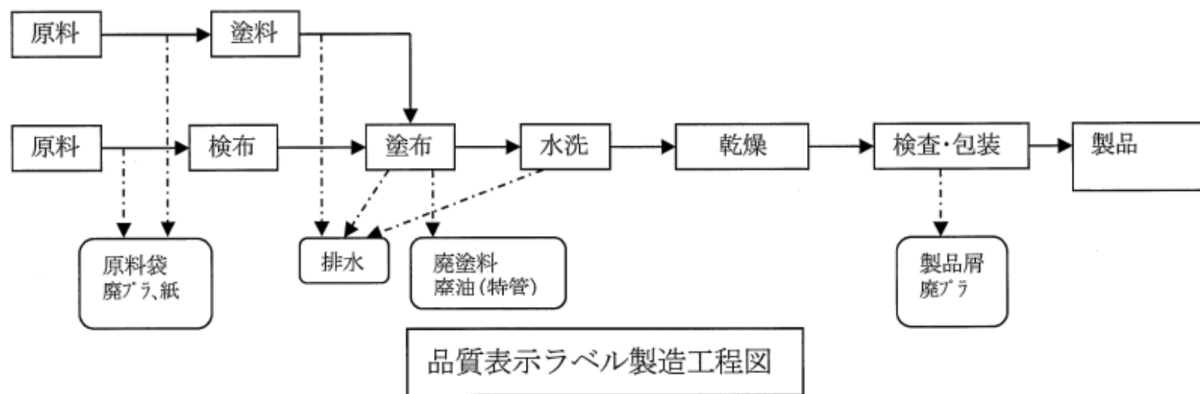 原料
塗料
原料
検布
塗布
水洗
乾燥
検査・包装
製品
原料袋
廃プラ、紙
排水
廃塗料
廃油(特管)
製品屑
廃プラ
品質表示ラベル製造工程図